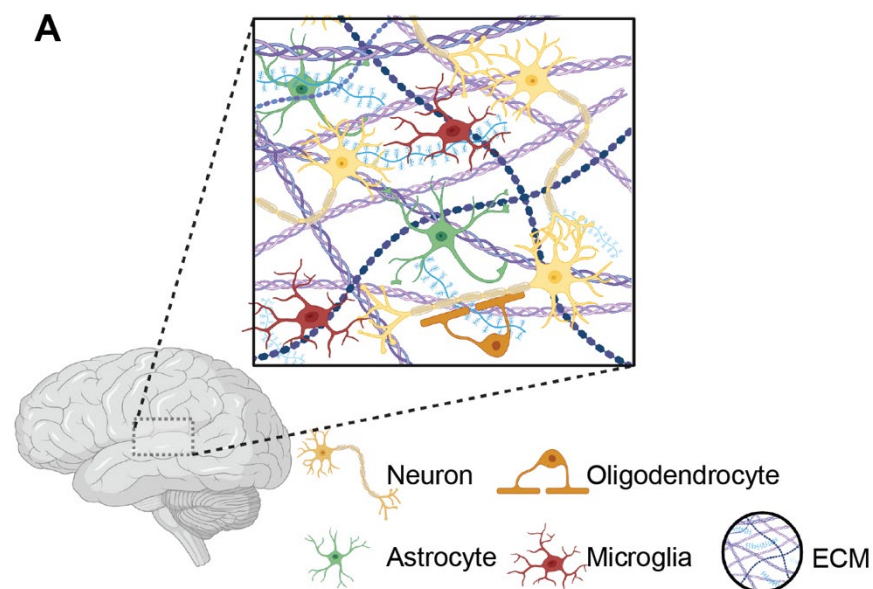 A
Neuron
Oligodendrocyte
Astrocyte
Microglia
ECM